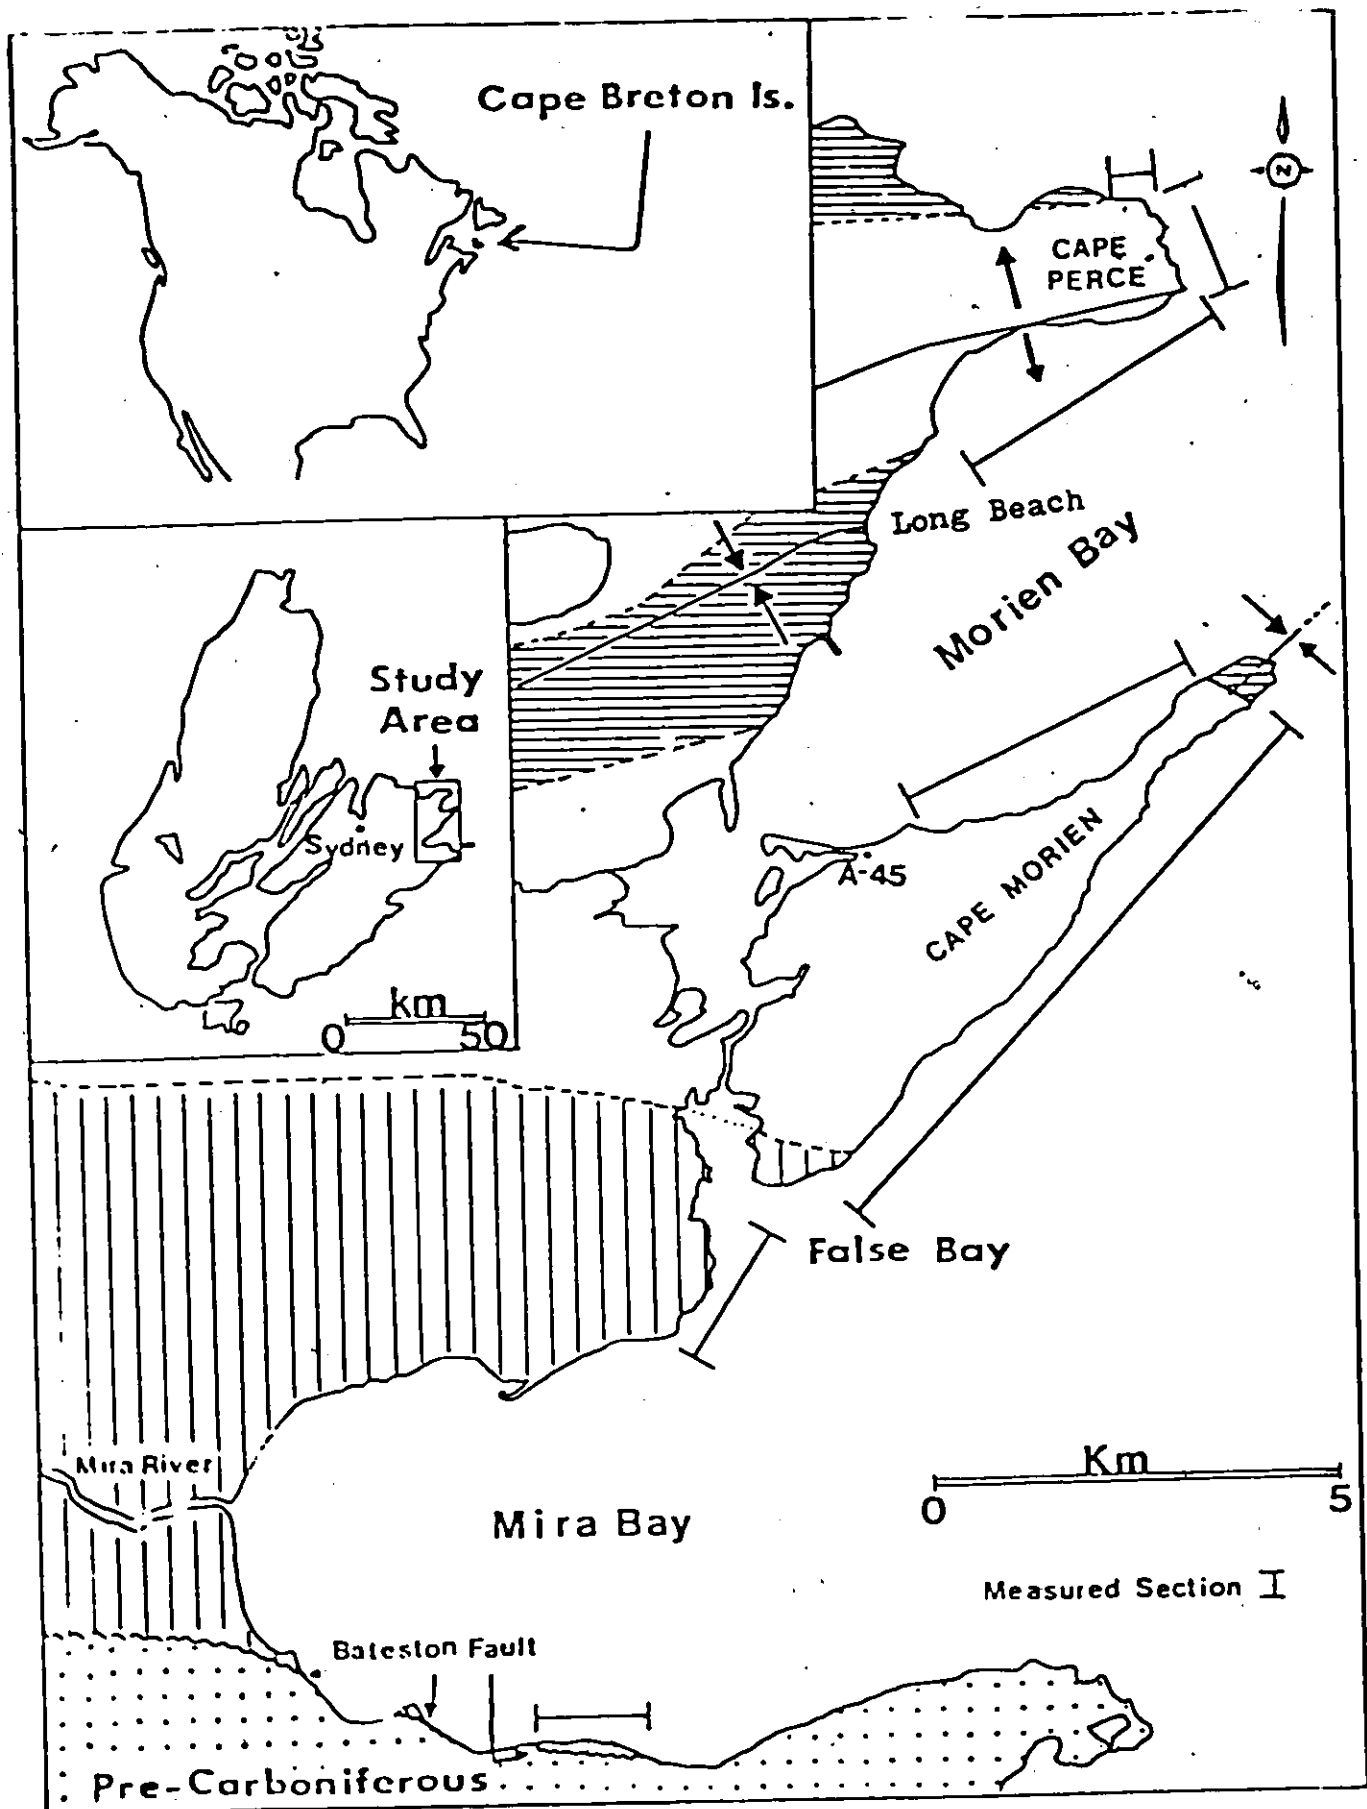 Cape Breton Is.
N
CAPE
PERCE
Long Beach
Morien Bay
Study
Area
Sydney
km
0 50
A-45
CAPE MORIEN
False Bay
Mira River
Km
0 5
Mira Bay
Measured Section
Bateston Fault
Pre-Carboniferous